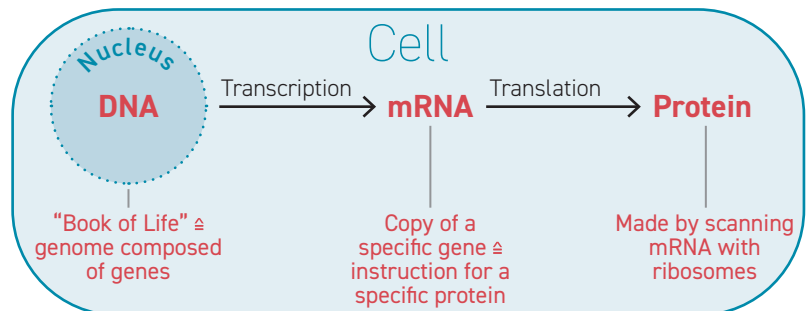 Cell
Nucleus
DNA
Transcription
mRNA
Translation
Protein
“Book of Life” ≙
genome composed
of genes
Copy of a
specific gene ≙
instruction for a
specific protein
Made by scanning
mRNA with
ribosomes